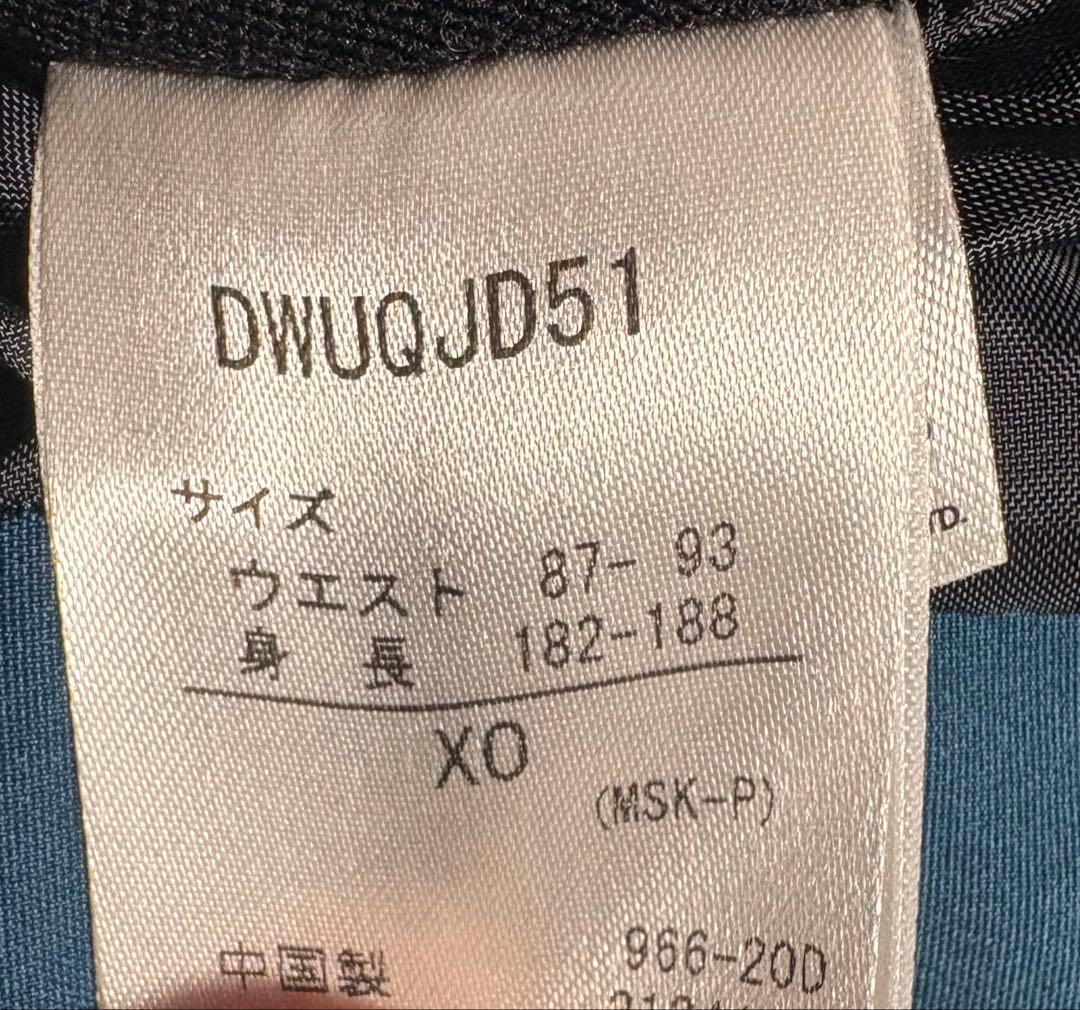 DWUQJD51
サイズ
ウエスト 87- 93
身 長 182-188
XO
(MSK-P)
中国製 966-20D
D.